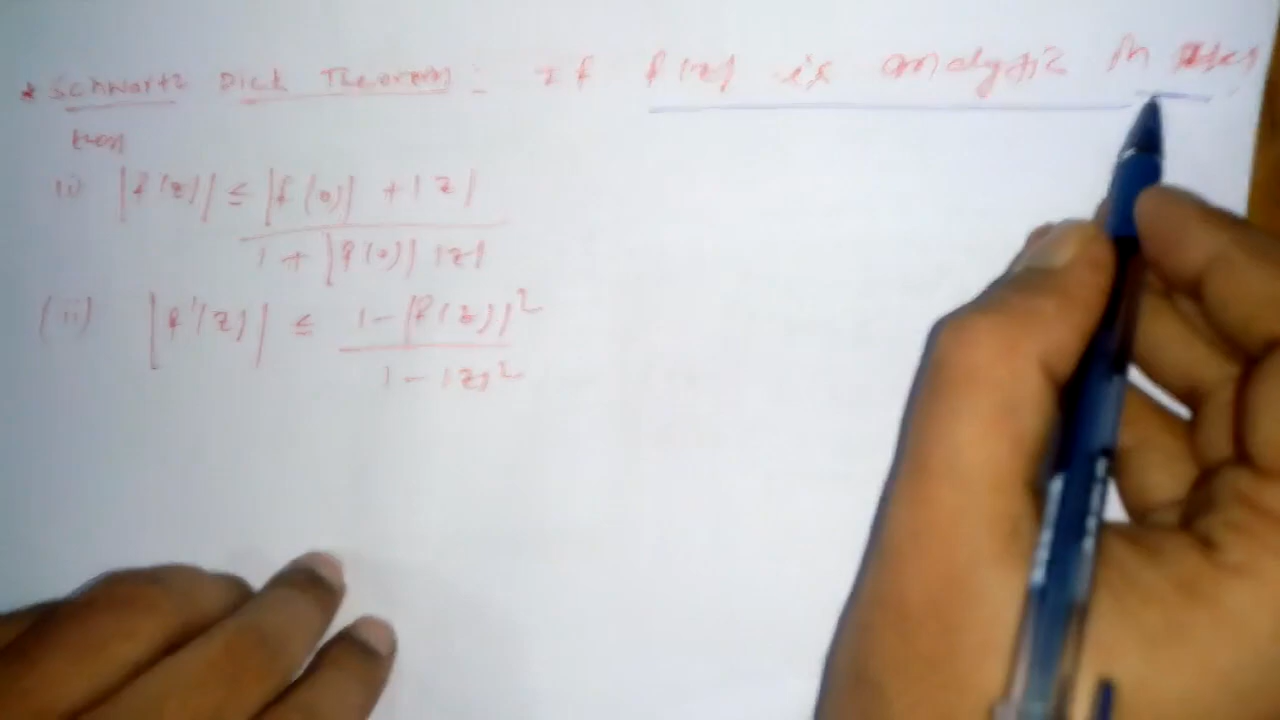 * Schwartz Pick Theorem : If f(z) is analytic in
then
(i) |f(z)| ≤ |f(0)| + |z|
1 + |f(0)| |z|
(ii) |f'(z)| ≤ 1 - |f(z)|²
1 - |z|²